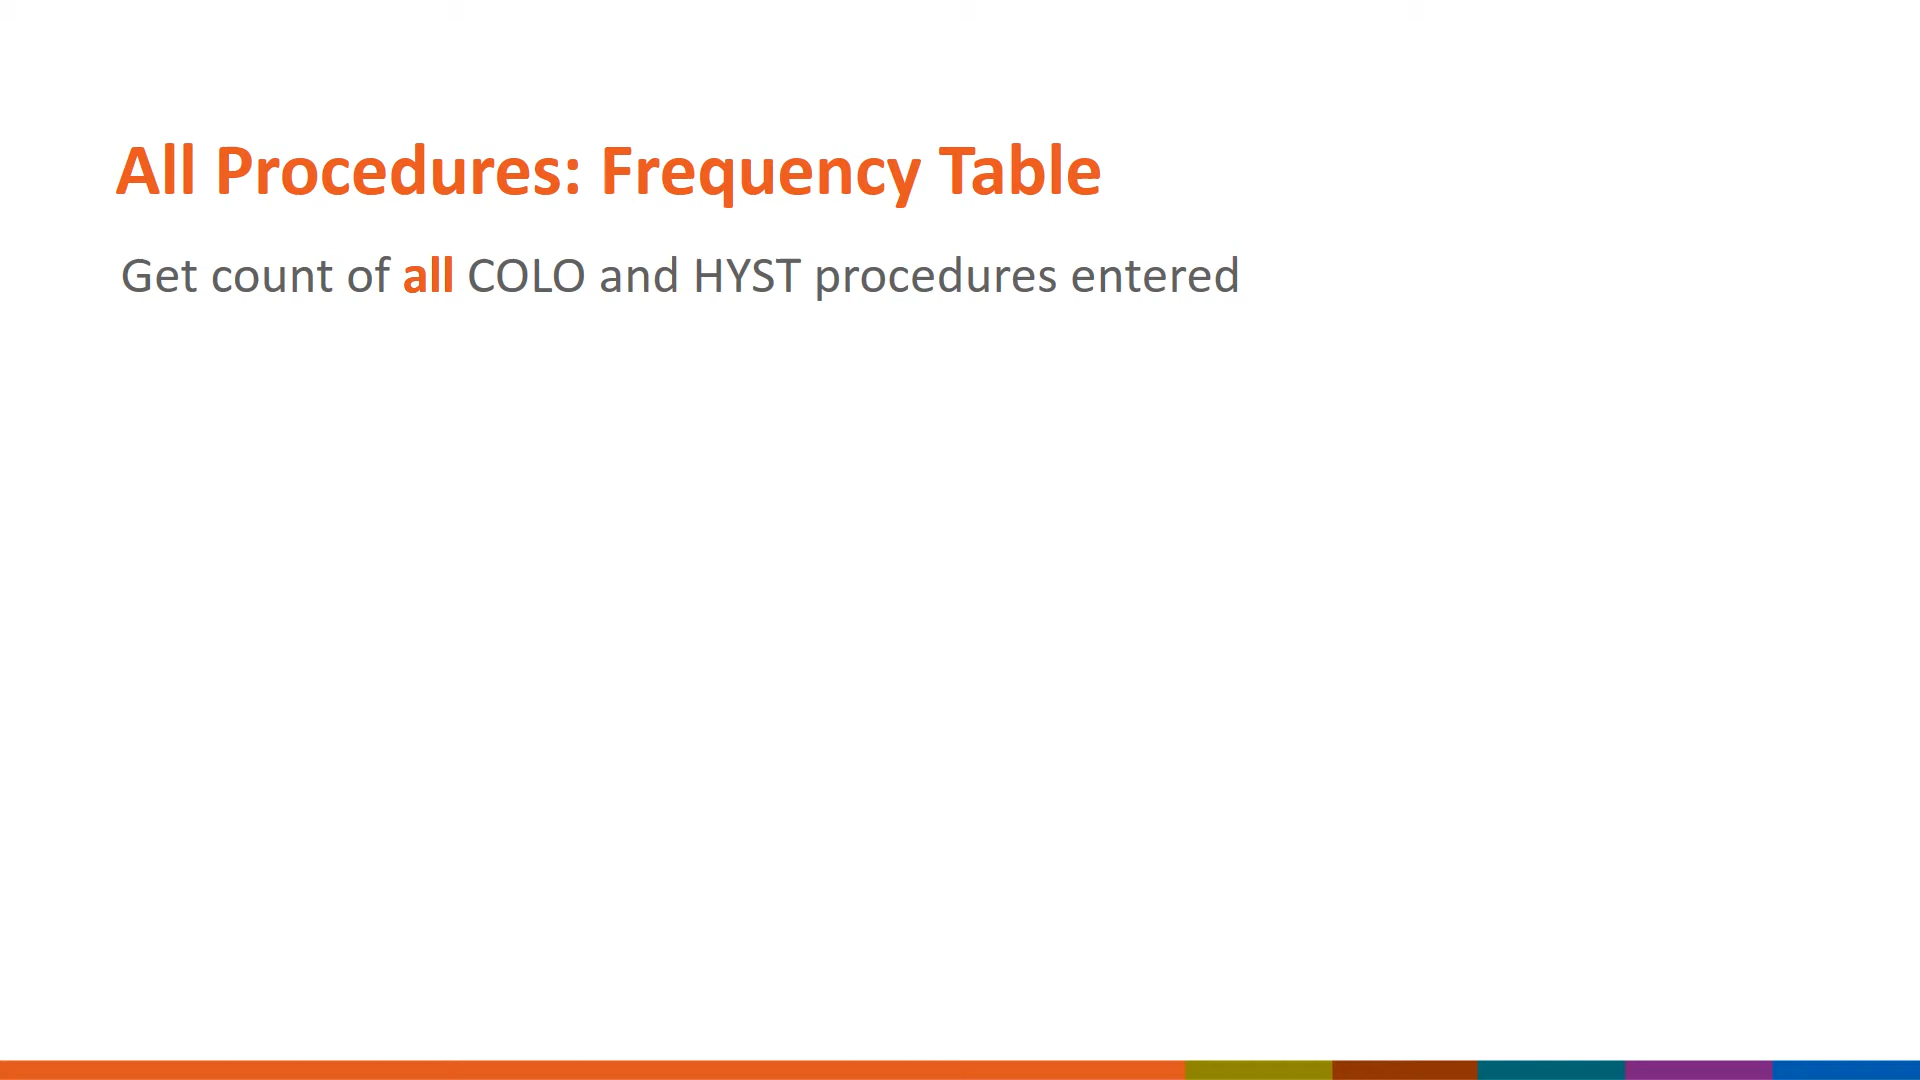 All Procedures: Frequency Table
Get count of all COLO and HYST procedures entered